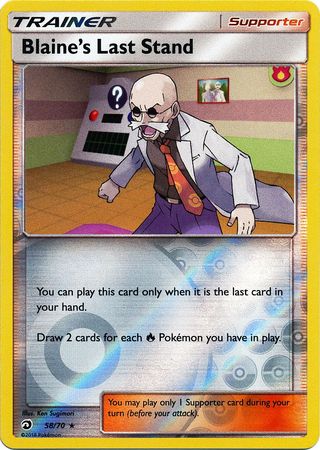 TRAINER Supporter
Blaine's Last Stand
?
You can play this card only when it is the last card in
your hand.
Draw 2 cards for each 🔥 Pokémon you have in play.
Illus. Ken Sugimori
58/70 ★
©2018 Pokémon
You may play only 1 Supporter card during your
turn (before your attack).